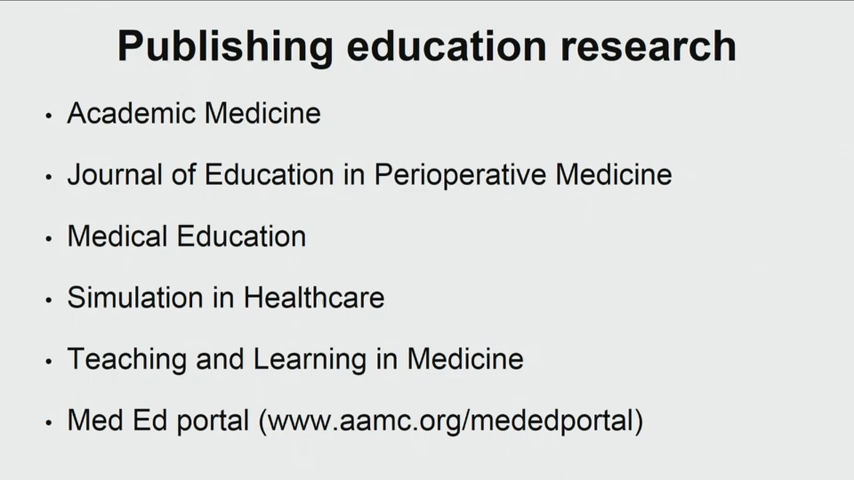 Publishing education research
• Academic Medicine
• Journal of Education in Perioperative Medicine
• Medical Education
• Simulation in Healthcare
• Teaching and Learning in Medicine
• Med Ed portal (www.aamc.org/mededportal)